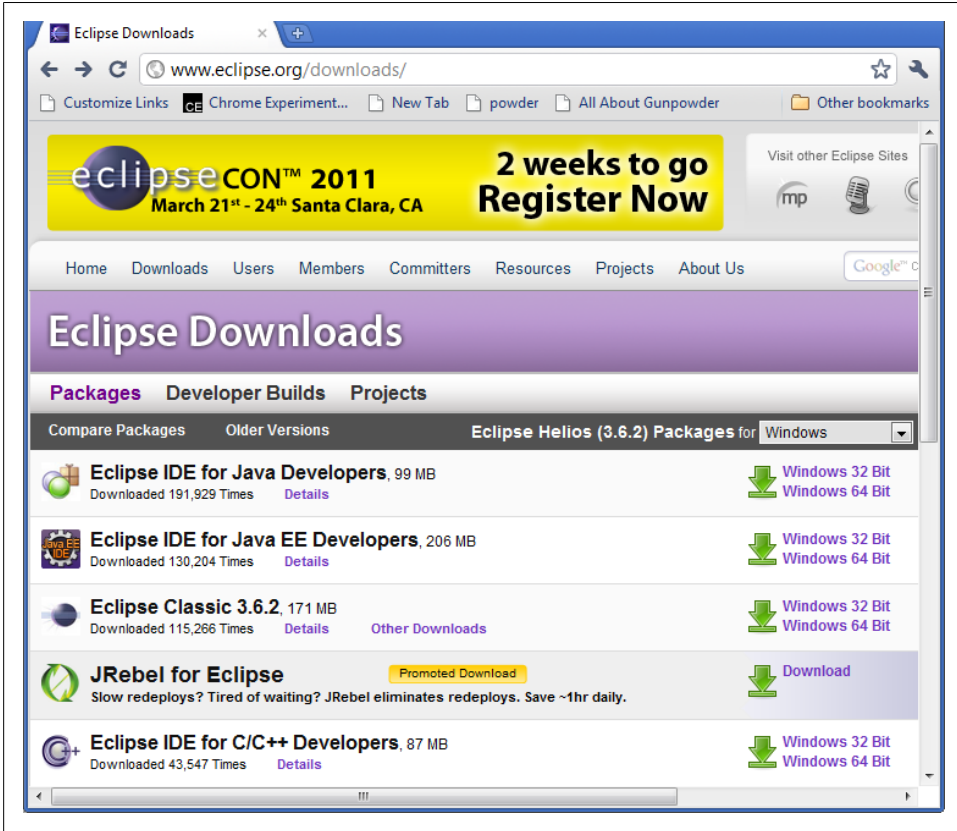 Eclipse Downloads
www.eclipse.org/downloads/
Customize Links CE Chrome Experiment... New Tab powder All About Gunpowder Other bookmarks
eclipse CON™ 2011
March 21st - 24th Santa Clara, CA
2 weeks to go
Register Now
Visit other Eclipse Sites
mp
Home Downloads Users Members Committers Resources Projects About Us Google™ C
Eclipse Downloads
Packages Developer Builds Projects
Compare Packages Older Versions Eclipse Helios (3.6.2) Packages for Windows
Eclipse IDE for Java Developers, 99 MB
Downloaded 191,929 Times Details
Windows 32 Bit
Windows 64 Bit
Java EE
IDE
Eclipse IDE for Java EE Developers, 206 MB
Downloaded 130,204 Times Details
Windows 32 Bit
Windows 64 Bit
Eclipse Classic 3.6.2, 171 MB
Downloaded 115,266 Times Details Other Downloads
Windows 32 Bit
Windows 64 Bit
JRebel for Eclipse Promoted Download
Slow redeploys? Tired of waiting? JRebel eliminates redeploys. Save ~1hr daily.
Download
C++
Eclipse IDE for C/C++ Developers, 87 MB
Downloaded 43,547 Times Details
Windows 32 Bit
Windows 64 Bit